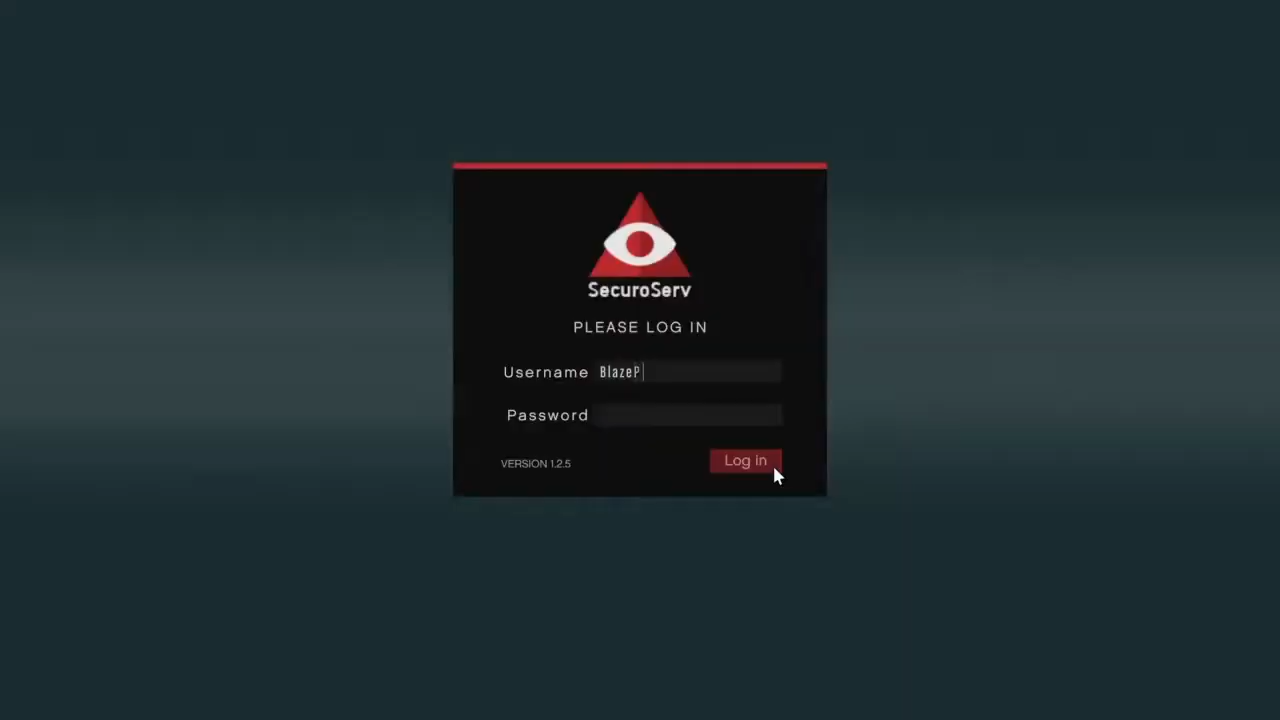 SecuroServ
PLEASE LOG IN
Username BlazeP
Password
VERSION 1.2.5 Log in